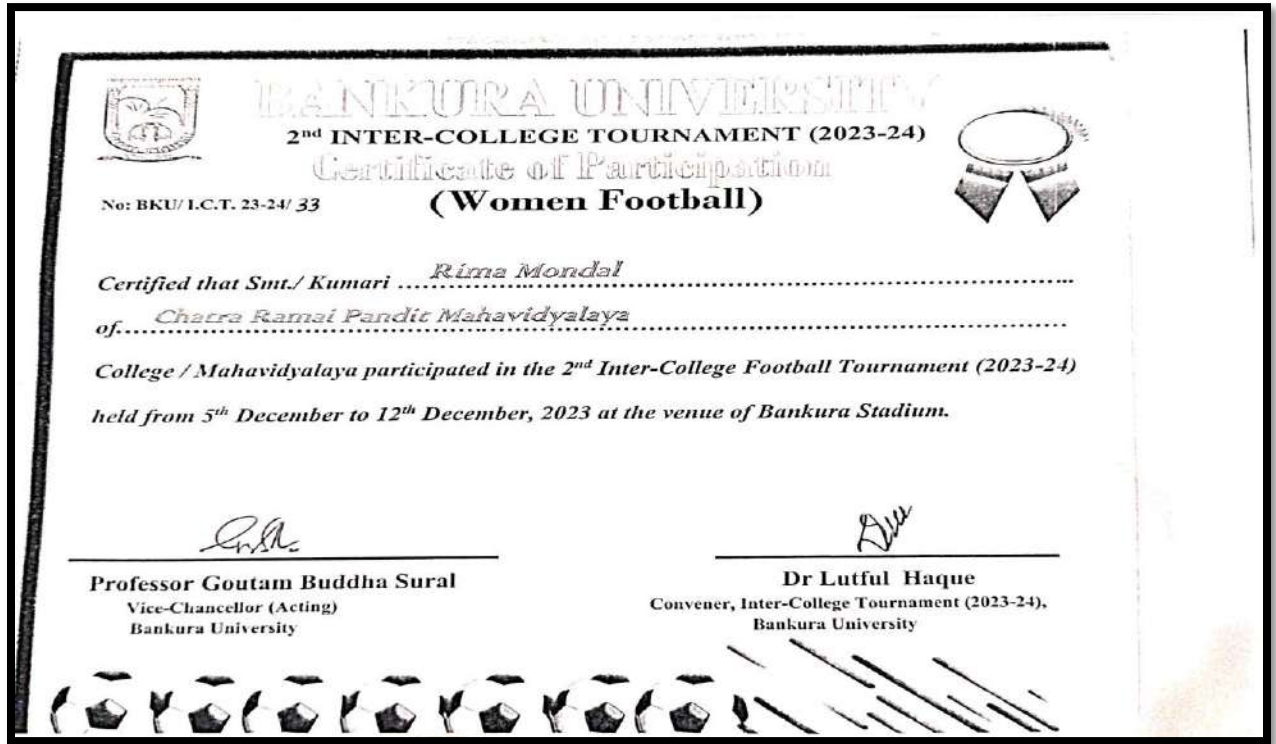 BANKURA UNIVERSITY
2nd INTER-COLLEGE TOURNAMENT (2023-24)
Certificate of Participation
No: BKU/ I.C.T. 23-24/ 33
(Women Football)
Certified that Smt./ Kumari ....Rima Mondal....
of....Chatra Ramai Pandit Mahavidyalaya....
College / Mahavidyalaya participated in the 2nd Inter-College Football Tournament (2023-24)
held from 5th December to 12th December, 2023 at the venue of Bankura Stadium.
Professor Goutam Buddha Sural
Vice-Chancellor (Acting)
Bankura University
Dr Lutful Haque
Convener, Inter-College Tournament (2023-24),
Bankura University